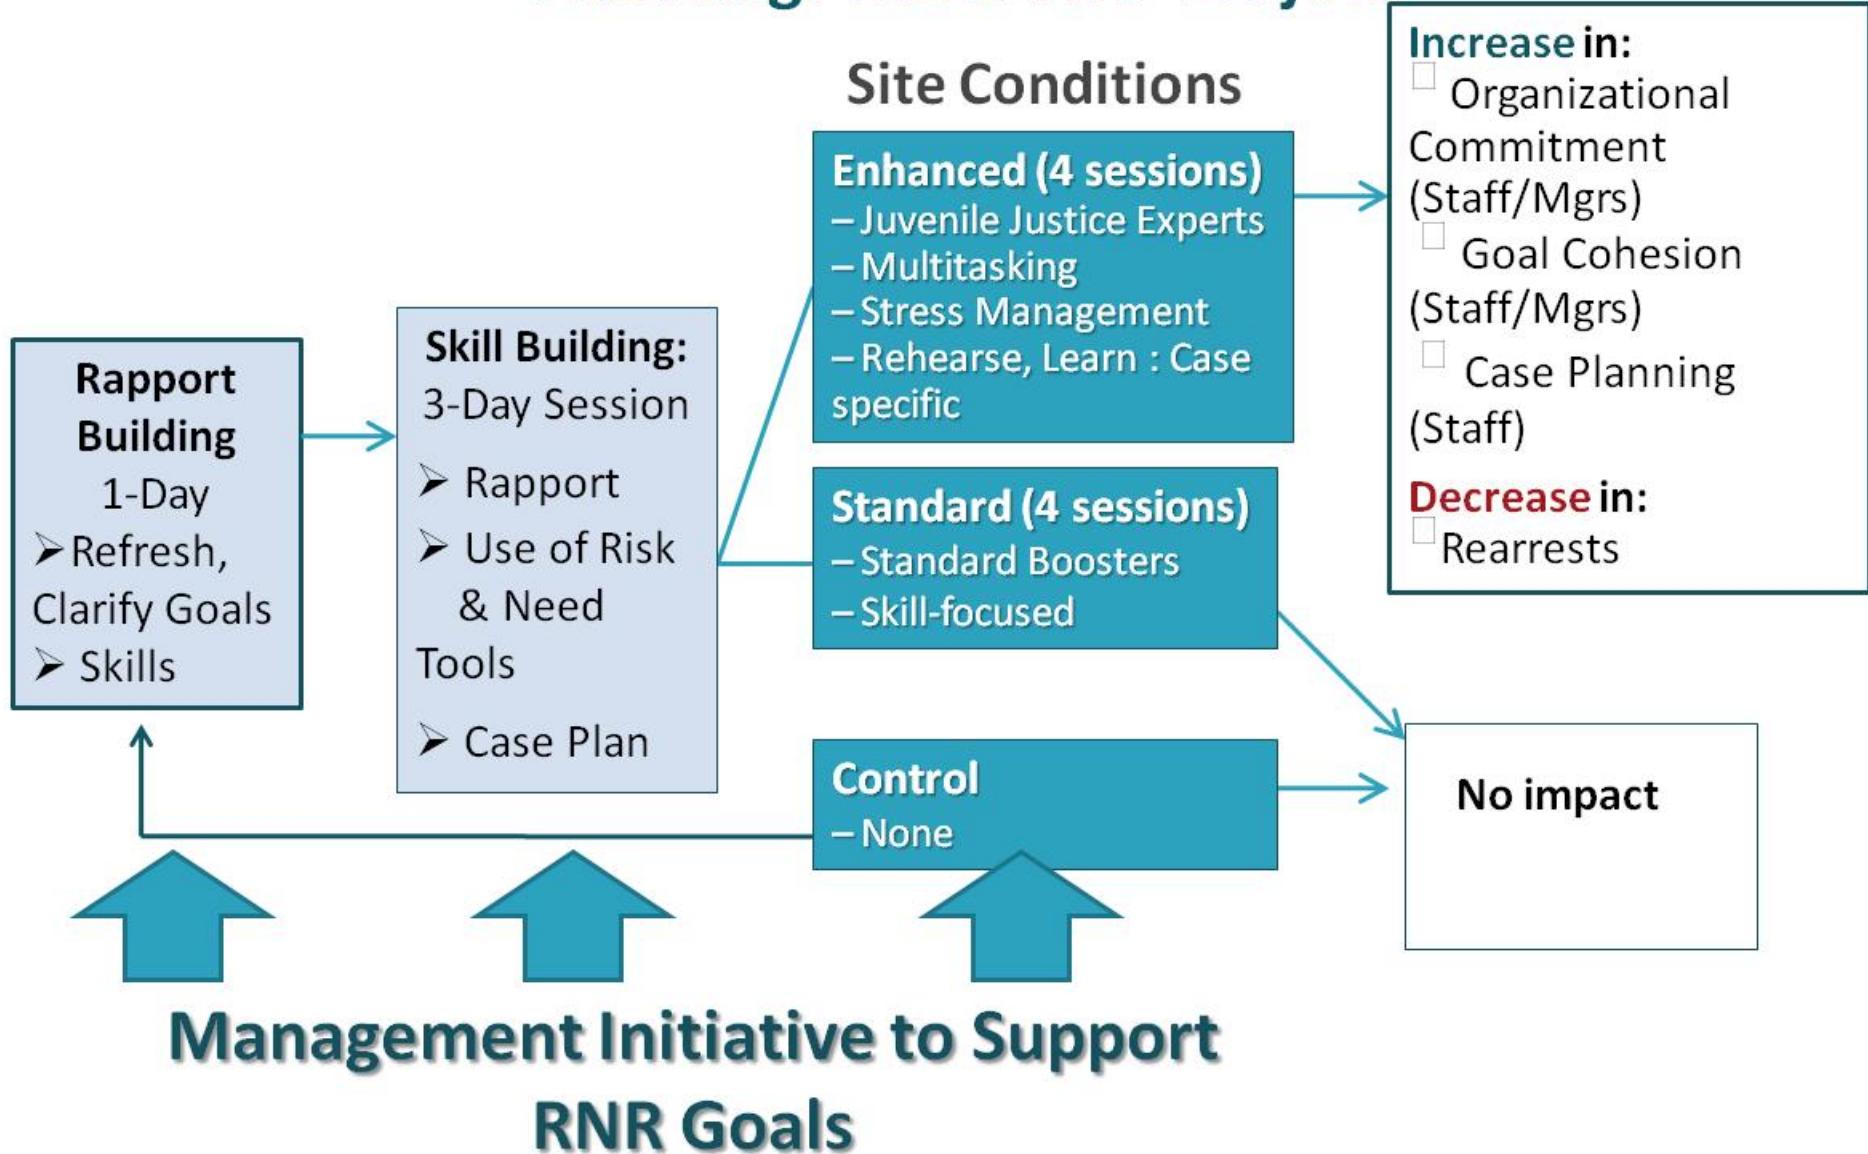 Site Conditions
Rapport
Building
1-Day
➢Refresh,
Clarify Goals
➢ Skills
Skill Building:
3-Day Session
➢ Rapport
➢ Use of Risk
& Need
Tools
➢ Case Plan
Enhanced (4 sessions)
– Juvenile Justice Experts
– Multitasking
– Stress Management
– Rehearse, Learn : Case
specific
Standard (4 sessions)
– Standard Boosters
– Skill-focused
Control
– None
Increase in:
Organizational
Commitment
(Staff/Mgrs)
Goal Cohesion
(Staff/Mgrs)
Case Planning
(Staff)
Decrease in:
Rearrests
No impact
Management Initiative to Support
RNR Goals